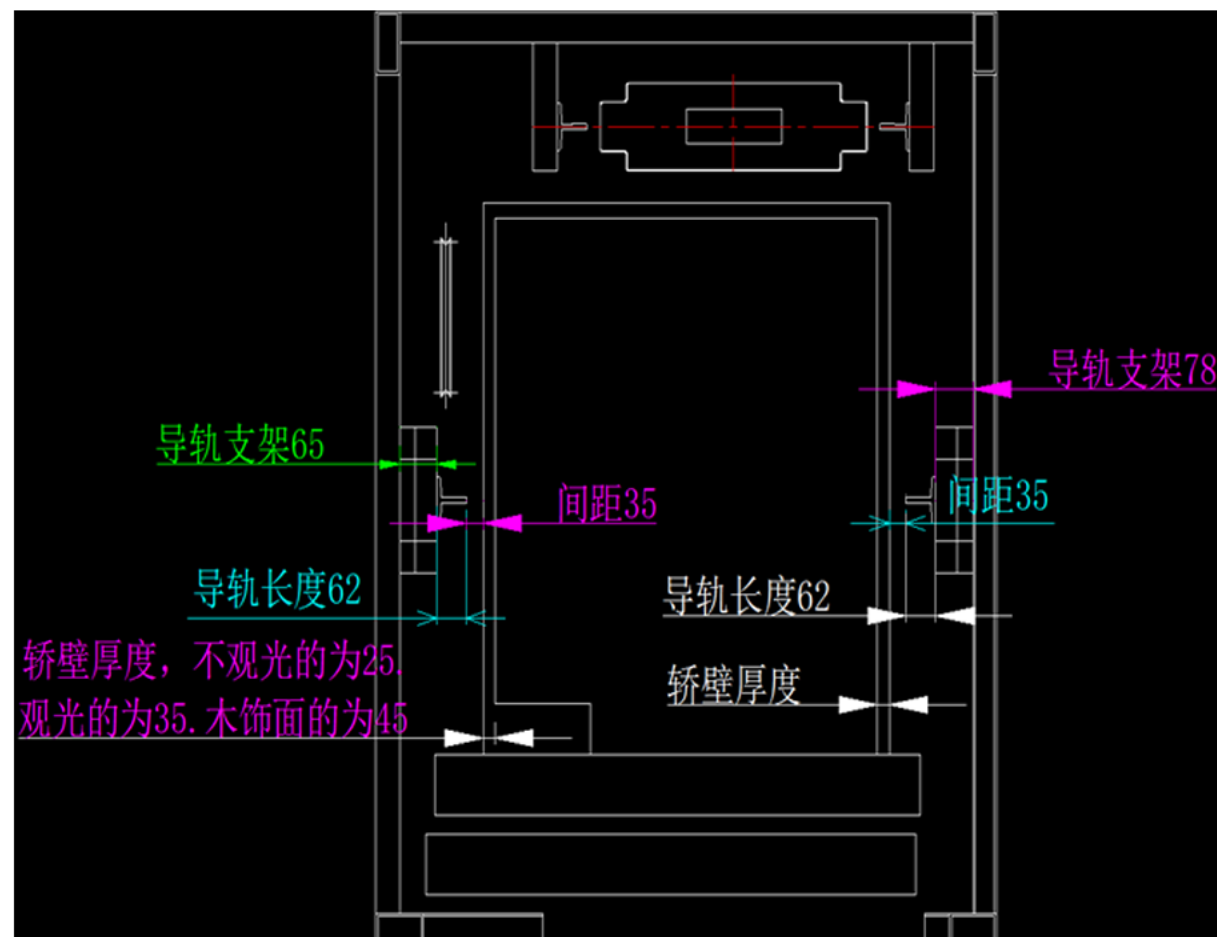 导轨支架78
导轨支架65
间距35
间距35
导轨长度62
导轨长度62
轿壁厚度，不观光的为25.
观光的为35.木饰面的为45
轿壁厚度